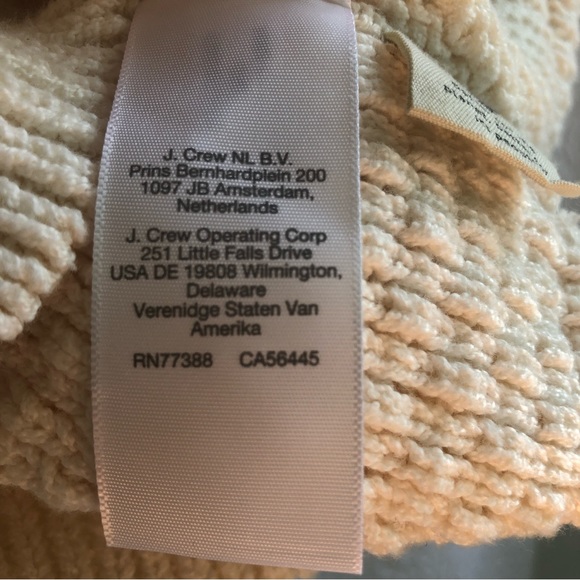 J. Crew NL B.V.
Prins Bernhardplein 200
1097 JB Amsterdam,
Netherlands
J. Crew Operating Corp
251 Little Falls Drive
USA DE 19808 Wilmington,
Delaware
Verenidge Staten Van
Amerika
RN77388 CA56445